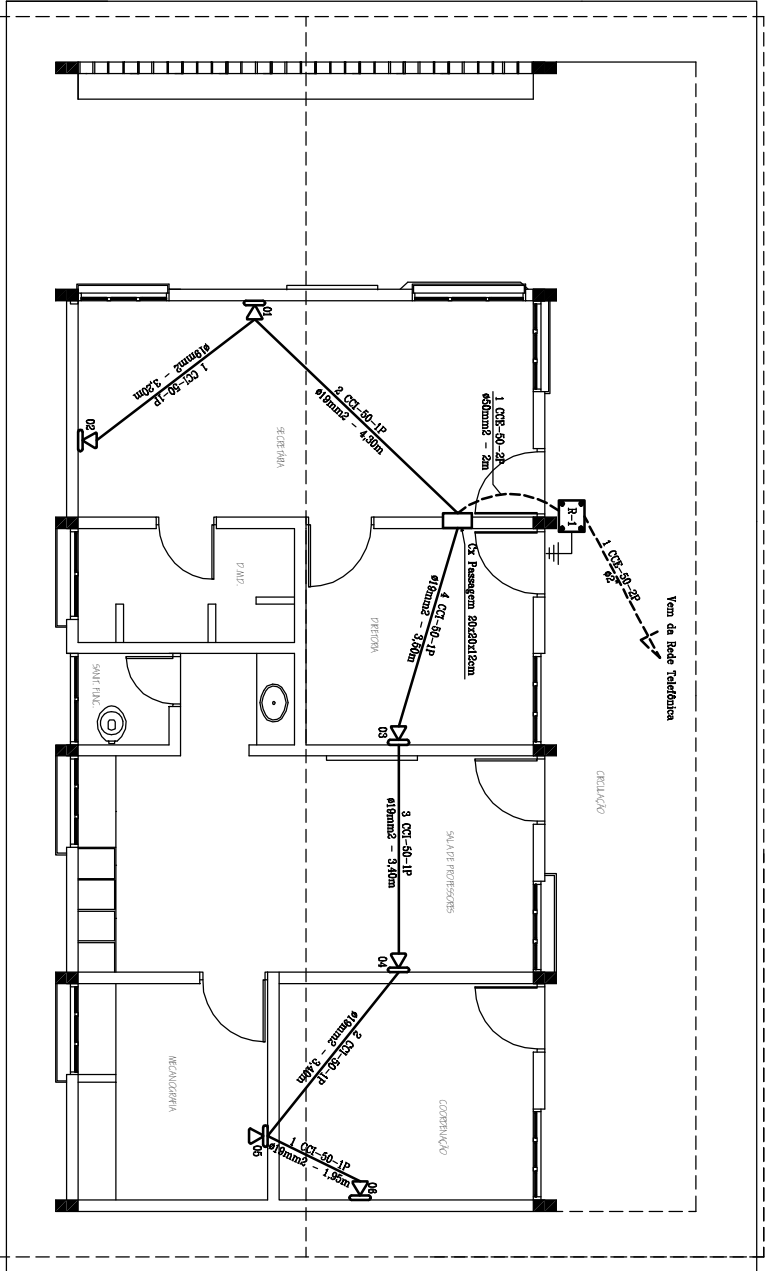 Vem da Rede Telefônica
1 CCE-50-2P
ø2"
R-1
1 CCE-50-2P
ø50mm2 - 2m
Cx Passagem 20x20x12cm
2 CCI-50-1P
ø19mm2 - 4,30m
01
1 CCI-50-1P
ø19mm2 - 3,20m
02
SECRETÁRIA
D.M.D.
DIRETORIA
4 CCI-50-1P
ø19mm2 - 3,60m
03
SANT. FUNC.
CIRCULAÇÃO
3 CCI-50-1P
ø19mm2 - 3,40m
SALA DE PROFESSORES
04
2 CCI-50-1P
ø19mm2 - 3,40m
MECANOGRAFIA
COORDENAÇÃO
05
1 CCI-50-1P
ø19mm2 - 1,95m
06